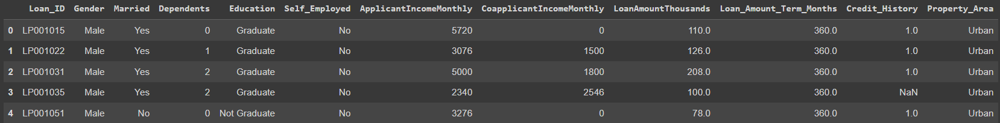 Loan_ID Gender Married Dependents Education Self_Employed ApplicantIncomeMonthly CoapplicantIncomeMonthly LoanAmountThousands Loan_Amount_Term_Months Credit_History Property_Area
0 LP001015 Male Yes 0 Graduate No 5720 0 110.0 360.0 1.0 Urban
1 LP001022 Male Yes 1 Graduate No 3076 1500 126.0 360.0 1.0 Urban
2 LP001031 Male Yes 2 Graduate No 5000 1800 208.0 360.0 1.0 Urban
3 LP001035 Male Yes 2 Graduate No 2340 2546 100.0 360.0 NaN Urban
4 LP001051 Male No 0 Not Graduate No 3276 0 78.0 360.0 1.0 Urban